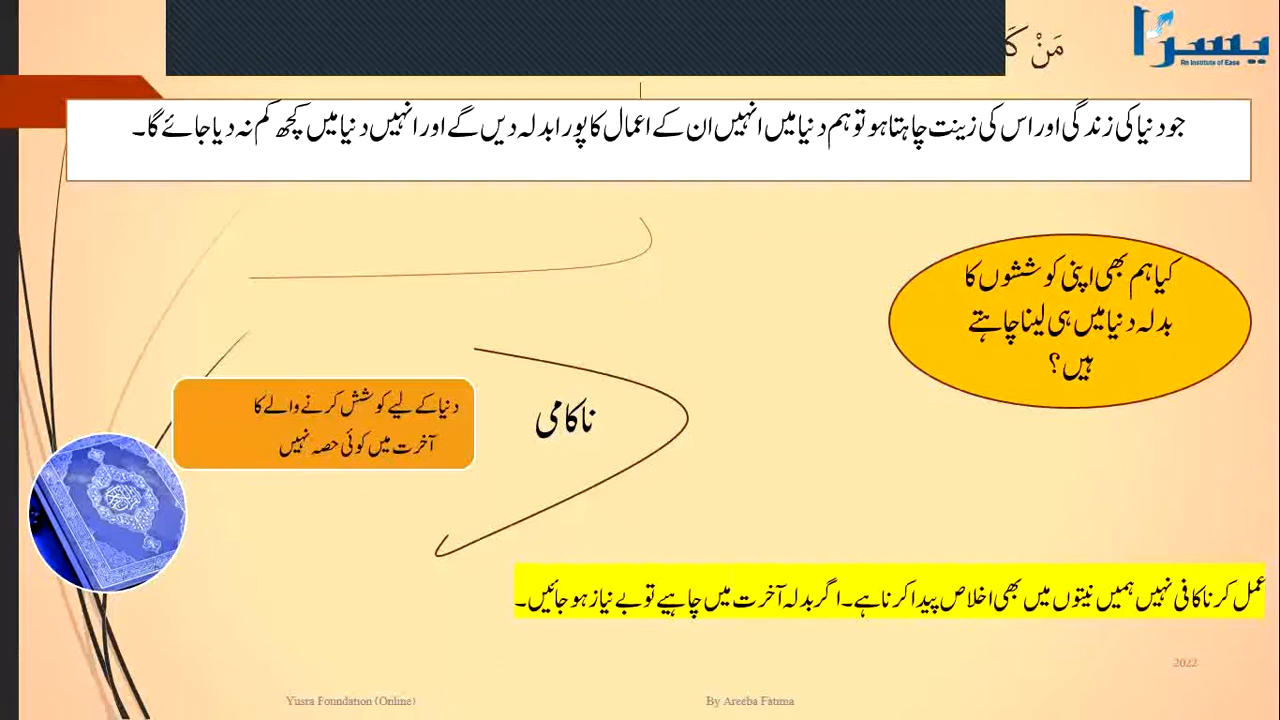 مَنْ
یسرا
An Institute of Ease
جو دنیا کی زندگی اور اس کی زینت چاہتا ہو تو ہم دنیا میں انہیں ان کے اعمال کا پورا بدلہ دیں گے اور انہیں دنیا میں کچھ کم نہ دیا جائے گا۔
کیا ہم بھی اپنی کوششوں کا
بدلہ دنیا میں ہی لینا چاہتے
ہیں؟
ناکامی
دنیا کے لیے کوشش کرنے والے کا
آخرت میں کوئی حصہ نہیں
عمل کرنا کافی نہیں ہمیں نیتوں میں بھی اخلاص پیدا کرنا ہے۔ اگر بدلہ آخرت میں چاہیے تو بے نیاز ہو جائیں۔
2022
Yusra Foundation (Online)
By Areeba Fatima